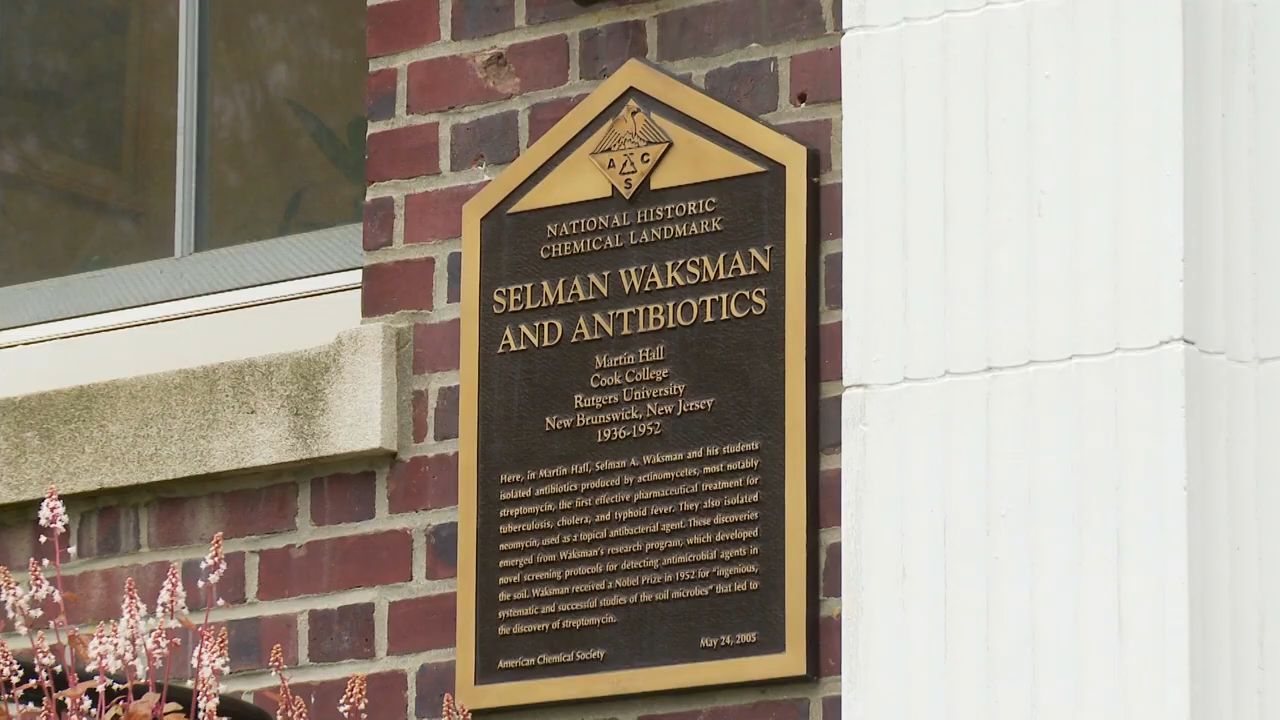 A C
S
NATIONAL HISTORIC
CHEMICAL LANDMARK
SELMAN WAKSMAN
AND ANTIBIOTICS
Martin Hall
Cook College
Rutgers University
New Brunswick, New Jersey
1936-1952
Here, in Martin Hall, Selman A. Waksman and his students
isolated antibiotics produced by actinomycetes, most notably
streptomycin, the first effective pharmaceutical treatment for
tuberculosis, cholera, and typhoid fever. They also isolated
neomycin, used as a topical antibacterial agent. These discoveries
emerged from Waksman's research program, which developed
novel screening protocols for detecting antimicrobial agents in
the soil. Waksman received a Nobel Prize in 1952 for "ingenious,
systematic and successful studies of the soil microbes" that led to
the discovery of streptomycin.
American Chemical Society
May 24, 2005